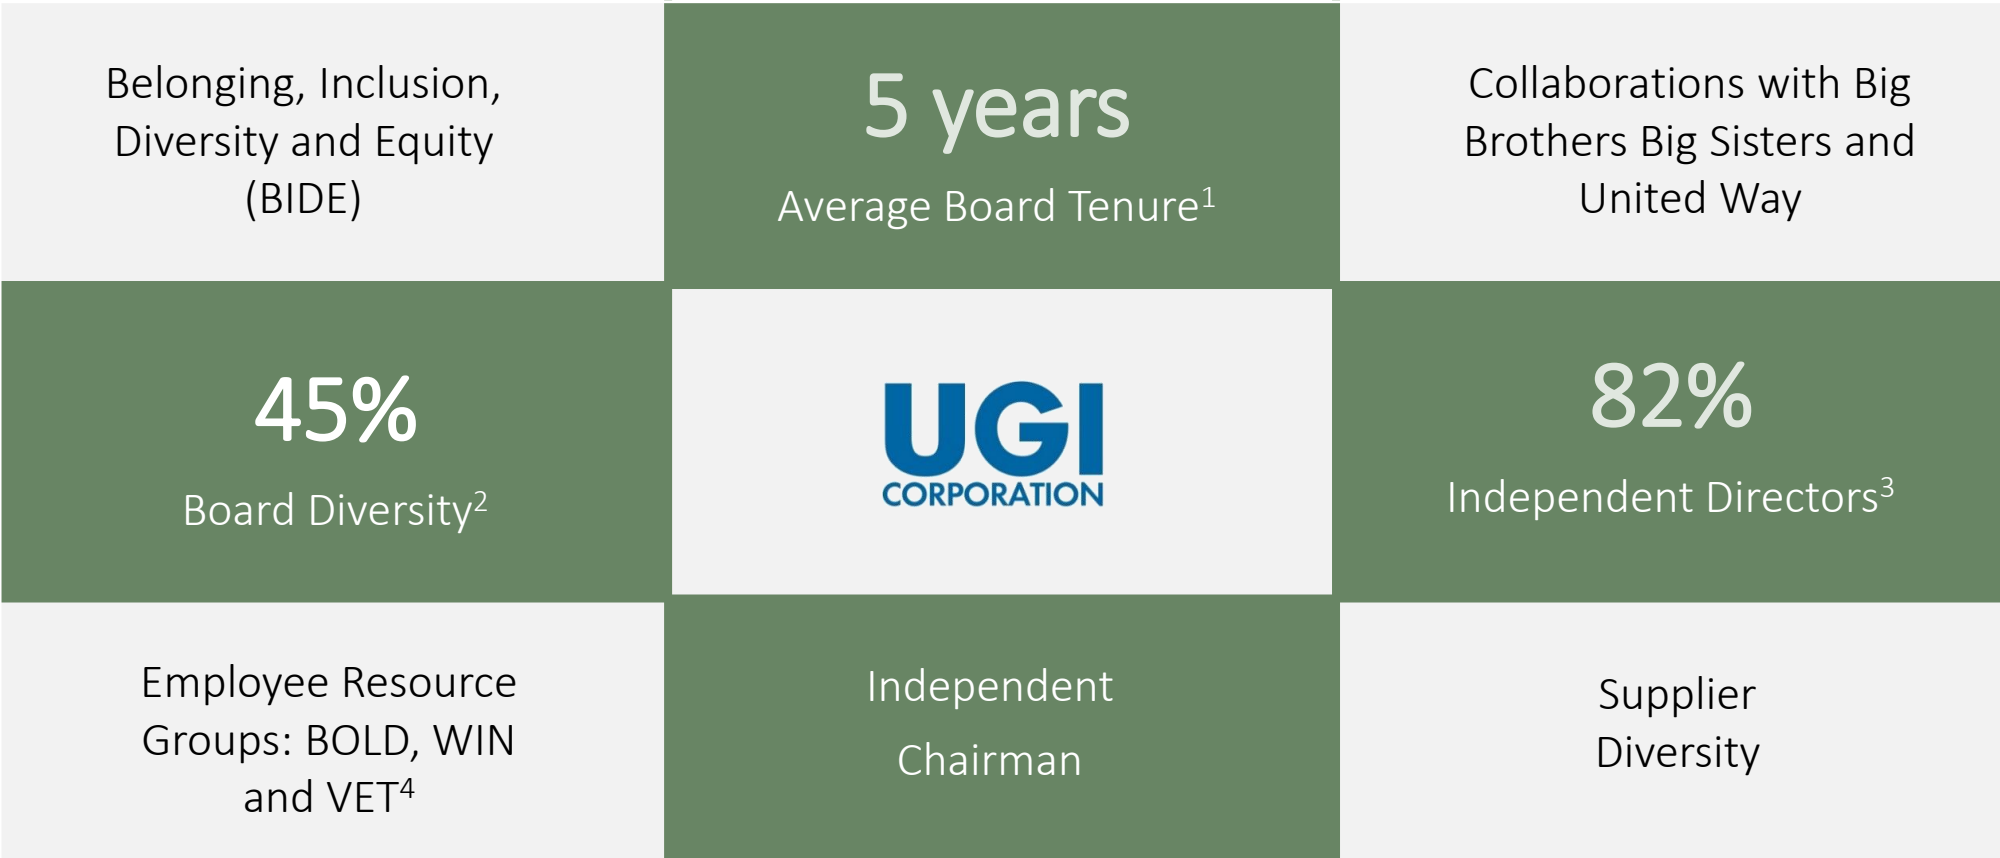 Belonging, Inclusion,
Diversity and Equity
(BIDE)
5 years
Average Board Tenure¹
Collaborations with Big
Brothers Big Sisters and
United Way
45%
Board Diversity²
UGI
CORPORATION
82%
Independent Directors³
Employee Resource
Groups: BOLD, WIN
and VET⁴
Independent
Chairman
Supplier
Diversity